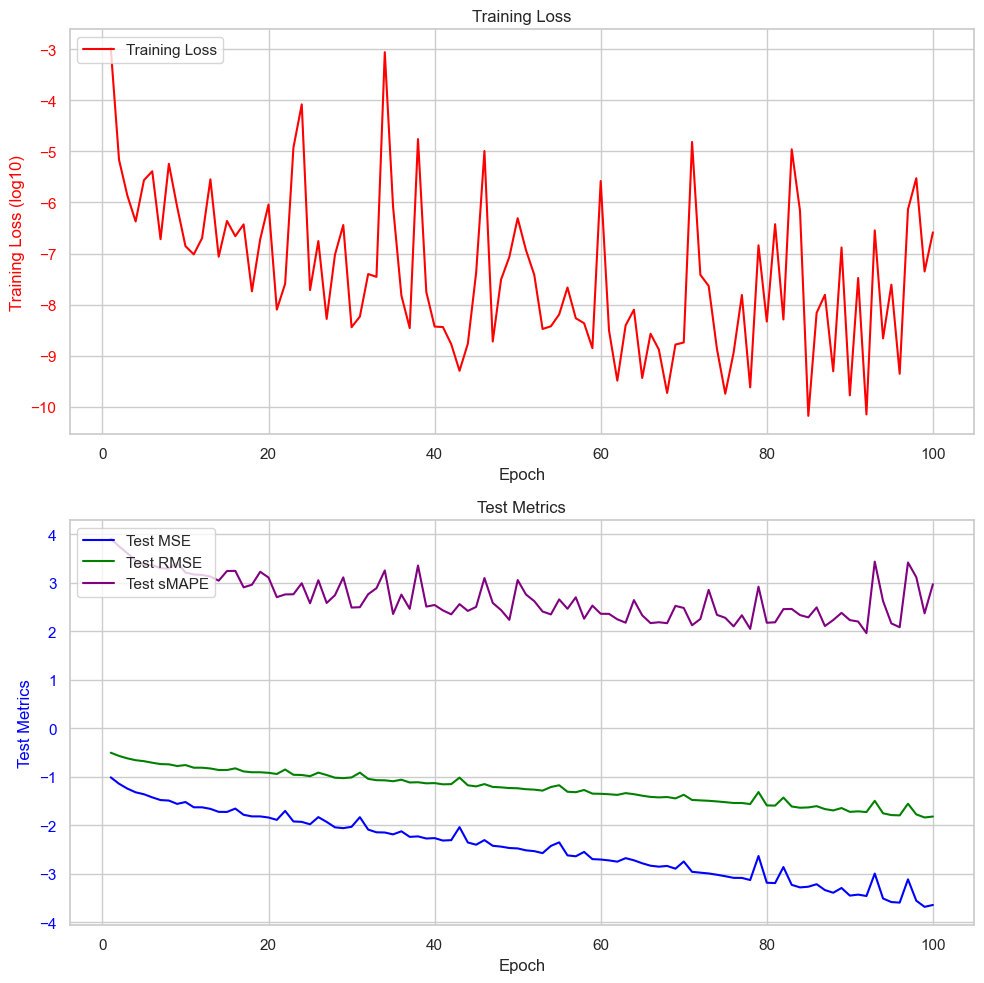 Training Loss
Training Loss
−3
−4
−5
−6
−7
−8
−9
−10
Training Loss (log10)
0 20 40 60 80 100
Epoch
Test Metrics
Test MSE
Test RMSE
Test sMAPE
4
3
2
1
0
−1
−2
−3
−4
Test Metrics
0 20 40 60 80 100
Epoch